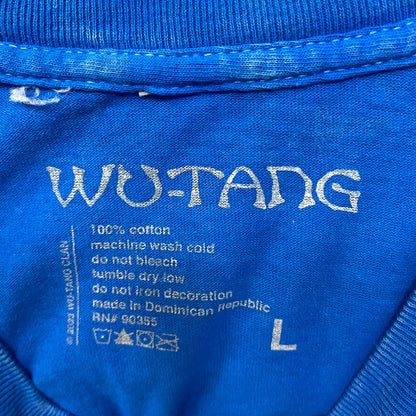 WU-TANG
100% cotton
machine wash cold
do not bleach
tumble dry low
do not iron decoration
made in Dominican Republic
RN# 90355
L
© 2022 WU-TANG CLAN